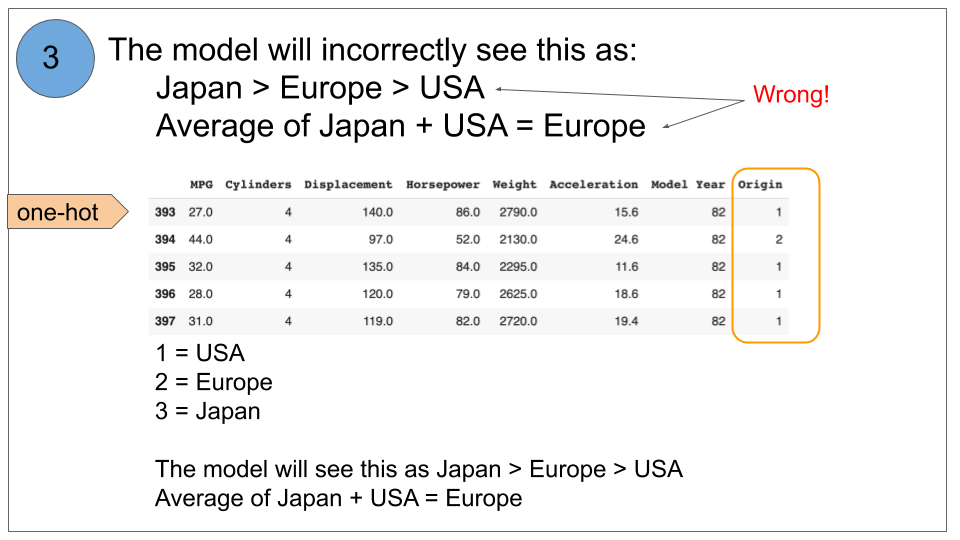 3
The model will incorrectly see this as:
Japan > Europe > USA
Wrong!
Average of Japan + USA = Europe
MPG Cylinders Displacement Horsepower Weight Acceleration Model Year Origin
one-hot
393 27.0 4 140.0 86.0 2790.0 15.6 82 1
394 44.0 4 97.0 52.0 2130.0 24.6 82 2
395 32.0 4 135.0 84.0 2295.0 11.6 82 1
396 28.0 4 120.0 79.0 2625.0 18.6 82 1
397 31.0 4 119.0 82.0 2720.0 19.4 82 1
1 = USA
2 = Europe
3 = Japan
The model will see this as Japan > Europe > USA
Average of Japan + USA = Europe